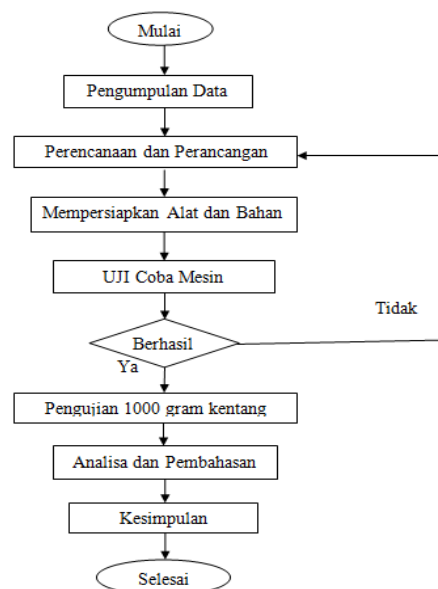 Mulai
Pengumpulan Data
Perencanaan dan Perancangan
Mempersiapkan Alat dan Bahan
UJI Coba Mesin
Tidak
Berhasil
Ya
Pengujian 1000 gram kentang
Analisa dan Pembahasan
Kesimpulan
Selesai